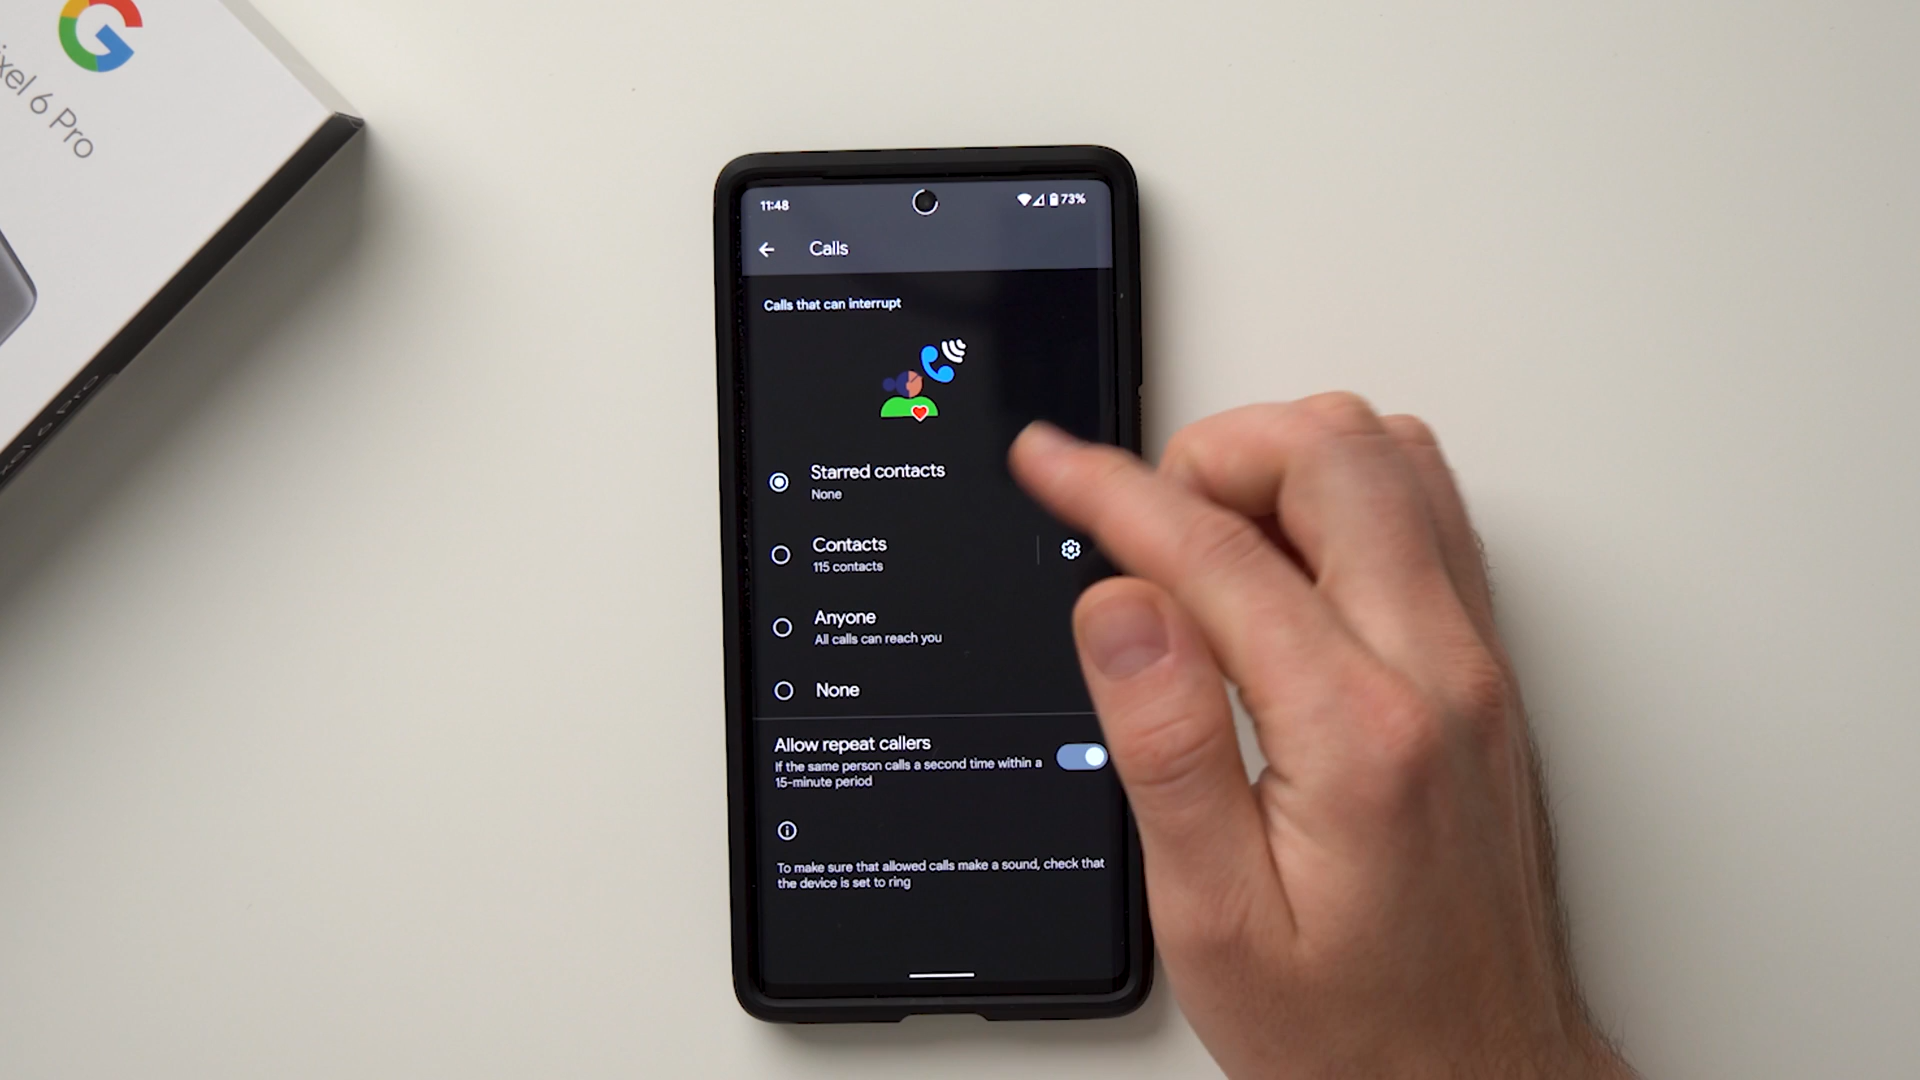 6 Pro
11:48
73%
Calls
Calls that can interrupt
Starred contacts
None
Contacts
115 contacts
Anyone
All calls can reach you
None
Allow repeat callers
If the same person calls a second time within a
15-minute period
To make sure that allowed calls make a sound, check that
the device is set to ring